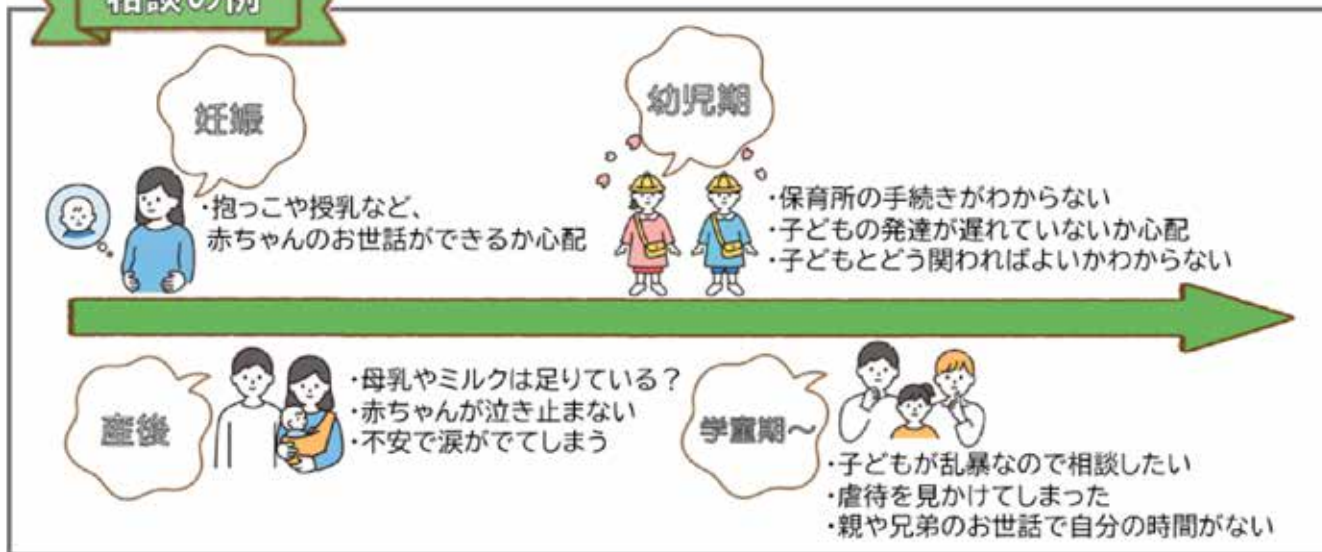 相談の例
妊娠
・抱っこや授乳など、
赤ちゃんのお世話ができるか心配
産後
・母乳やミルクは足りている？
・赤ちゃんが泣き止まない
・不安で涙がでてしまう
幼児期
・保育所の手続きがわからない
・子どもの発達が遅れていないか心配
・子どもとどう関わればよいかわからない
学童期～
・子どもが乱暴なので相談したい
・虐待を見かけてしまった
・親や兄弟のお世話で自分の時間がない